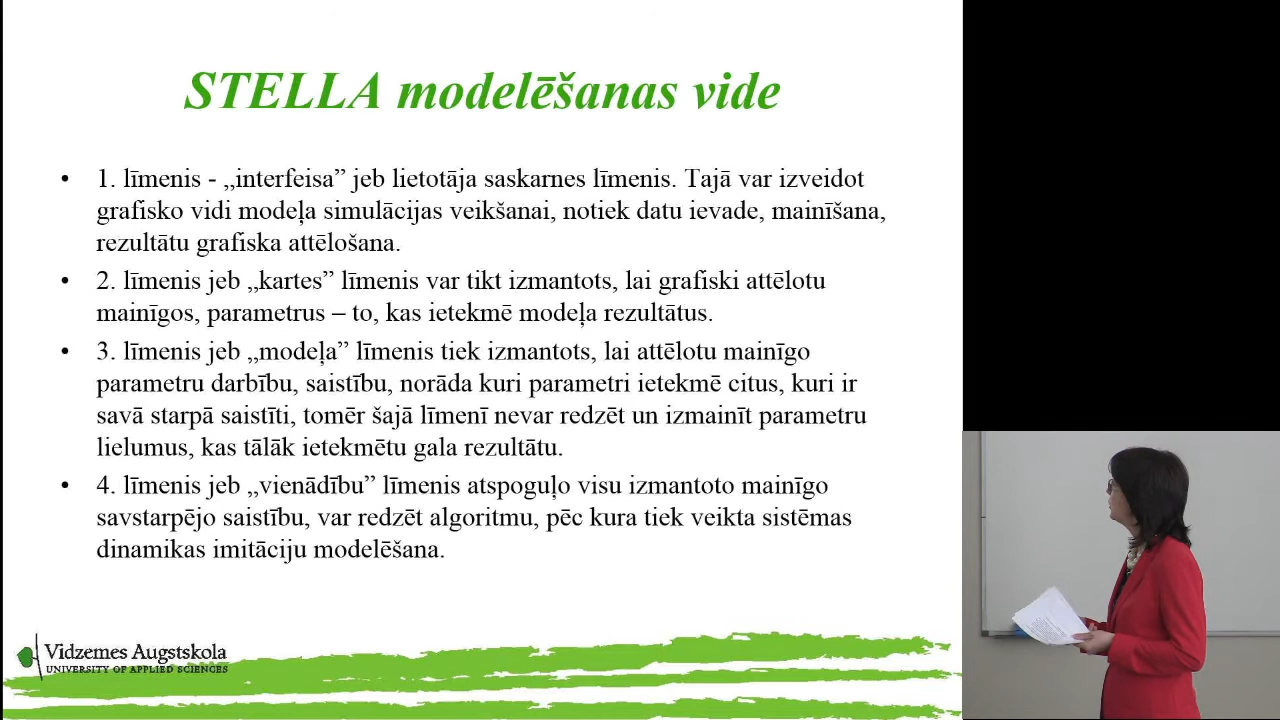 STELLA modelēšanas vide
• 1. līmenis - „interfeisa” jeb lietotāja saskarnes līmenis. Tajā var izveidot
grafisko vidi modeļa simulācijas veikšanai, notiek datu ievade, mainīšana,
rezultātu grafiska attēlošana.
• 2. līmenis jeb „kartes” līmenis var tikt izmantots, lai grafiski attēlotu
mainīgos, parametrus – to, kas ietekmē modeļa rezultātus.
• 3. līmenis jeb „modeļa” līmenis tiek izmantots, lai attēlotu mainīgo
parametru darbību, saistību, norāda kuri parametri ietekmē citus, kuri ir
savā starpā saistīti, tomēr šajā līmenī nevar redzēt un izmainīt parametru
lielumus, kas tālāk ietekmētu gala rezultātu.
• 4. līmenis jeb „vienādību” līmenis atspoguļo visu izmantoto mainīgo
savstarpējo saistību, var redzēt algoritmu, pēc kura tiek veikta sistēmas
dinamikas imitāciju modelēšana.
Vidzemes Augstskola
UNIVERSITY OF APPLIED SCIENCES